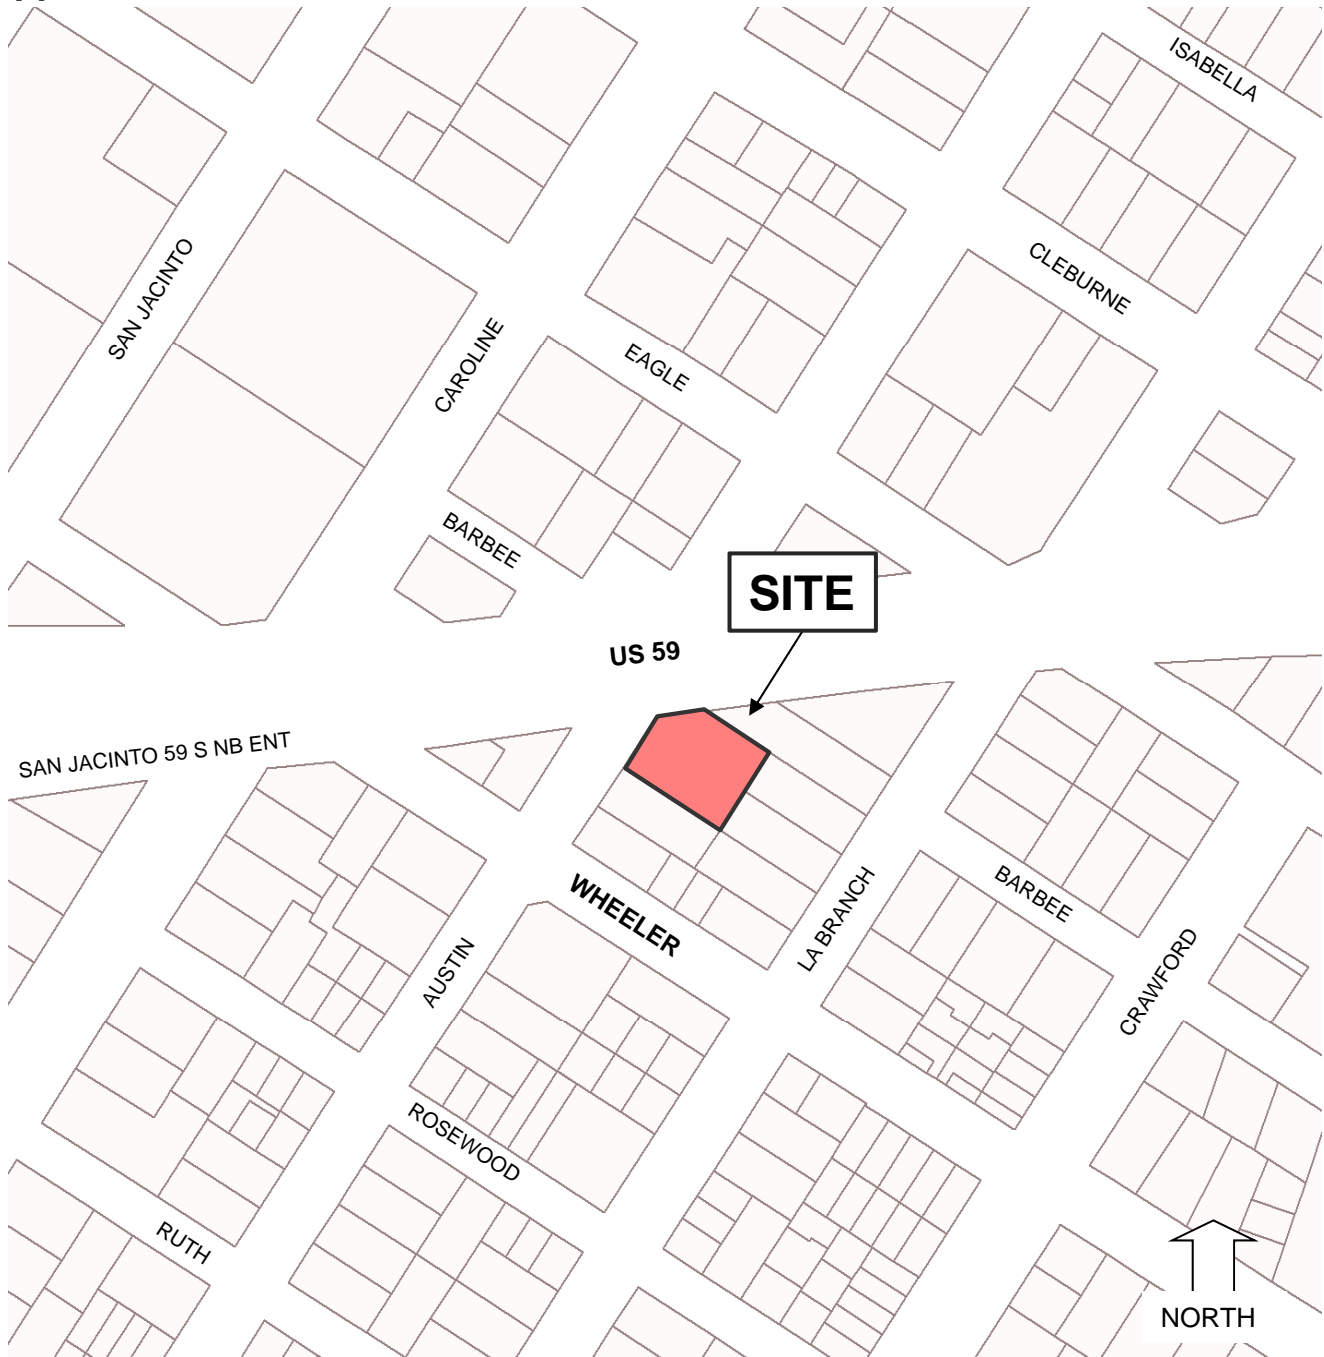 ISABELLA
SAN JACINTO
CLEBURNE
CAROLINE
EAGLE
BARBEE
SITE
US 59
SAN JACINTO 59 S NB ENT
WHEELER
LA BRANCH
BARBEE
AUSTIN
CRAWFORD
ROSEWOOD
RUTH
NORTH